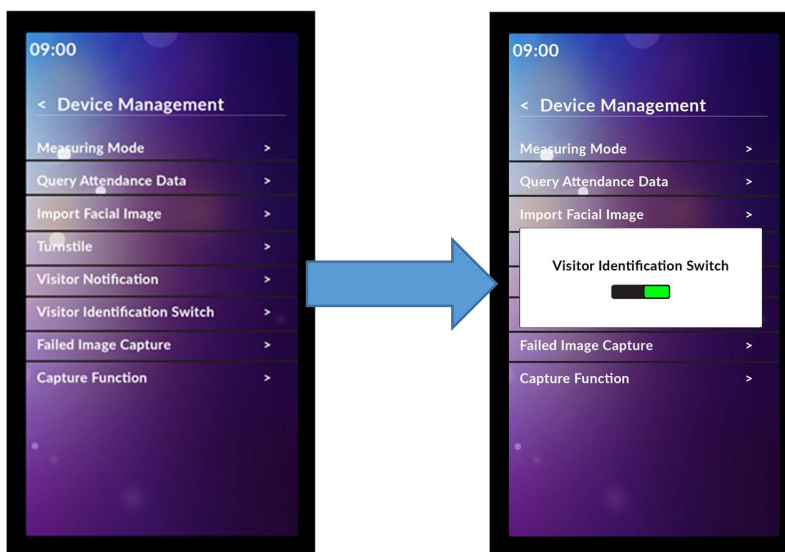 09:00
< Device Management
Measuring Mode >
Query Attendance Data >
Import Facial Image >
Turnstile >
Visitor Notification >
Visitor Identification Switch >
Failed Image Capture >
Capture Function >
09:00
< Device Management
Measuring Mode >
Query Attendance Data >
Import Facial Image >
Visitor Identification Switch
Failed Image Capture >
Capture Function >